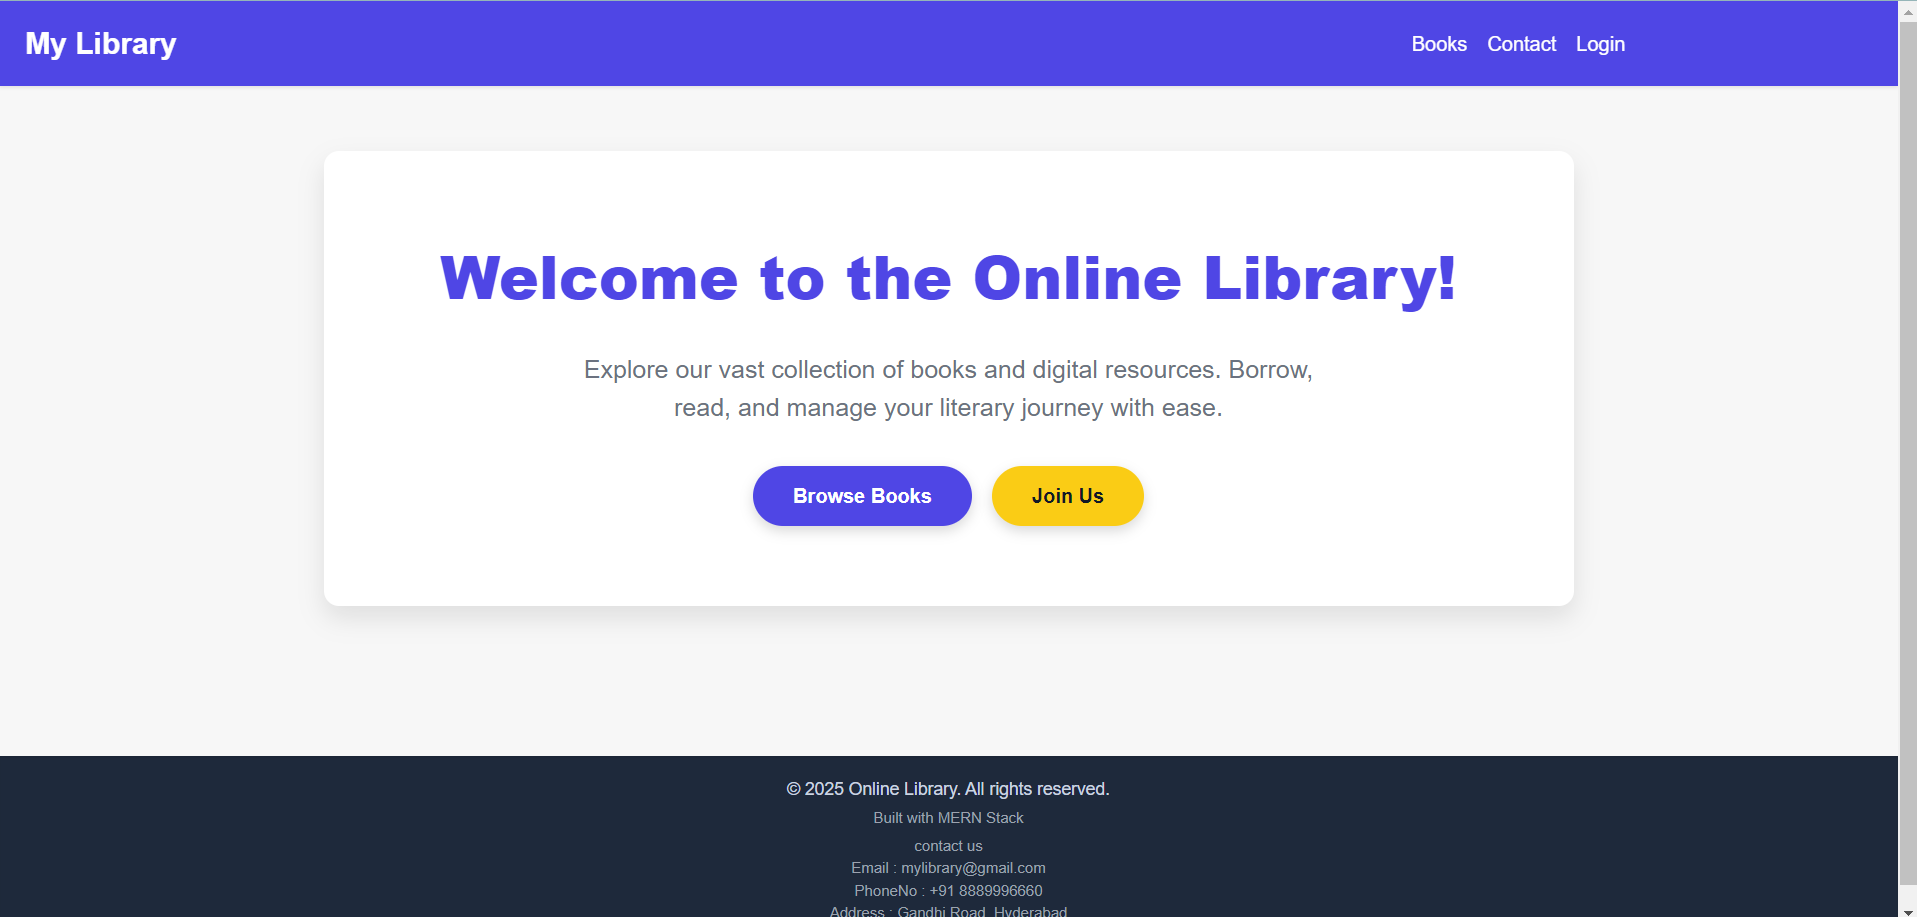 My Library
Books Contact Login
Welcome to the Online Library!
Explore our vast collection of books and digital resources. Borrow,
read, and manage your literary journey with ease.
Browse Books Join Us
© 2025 Online Library. All rights reserved.
Built with MERN Stack
contact us
Email : mylibrary@gmail.com
PhoneNo : +91 8889996660
Address : Gandhi Road, Hyderabad